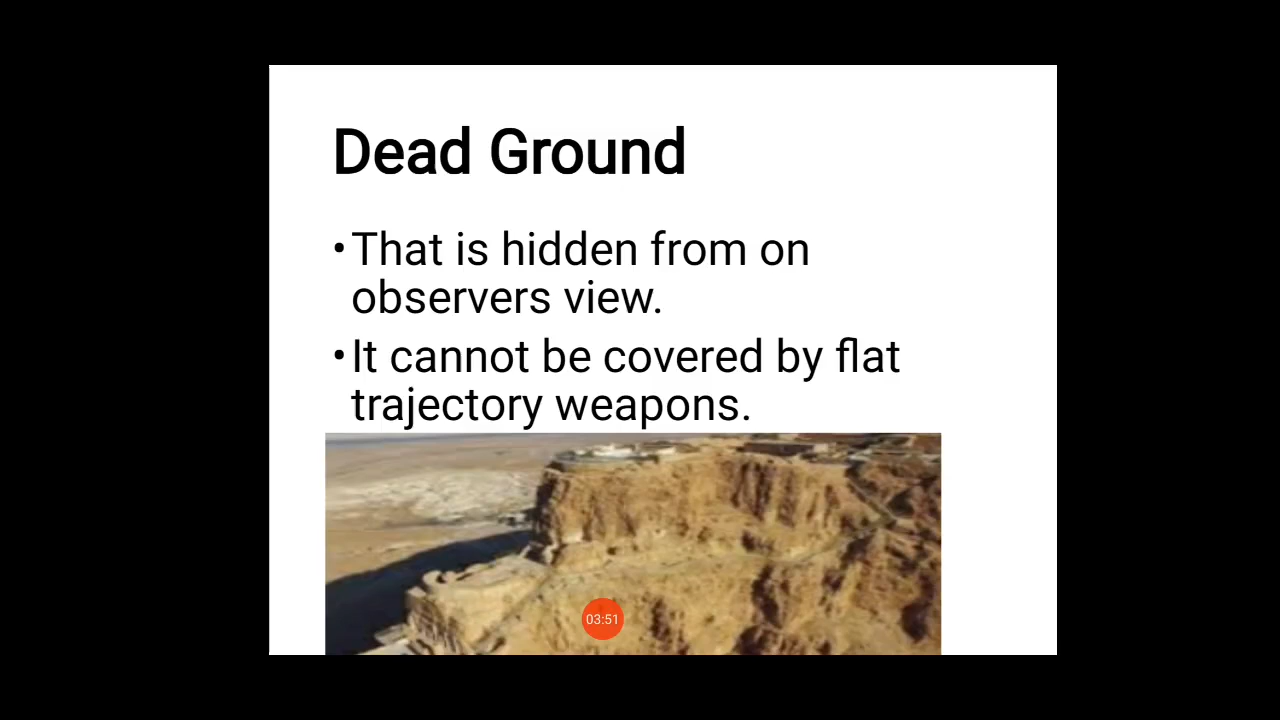 Dead Ground
•That is hidden from on
observers view.
•It cannot be covered by flat
trajectory weapons.
03:51